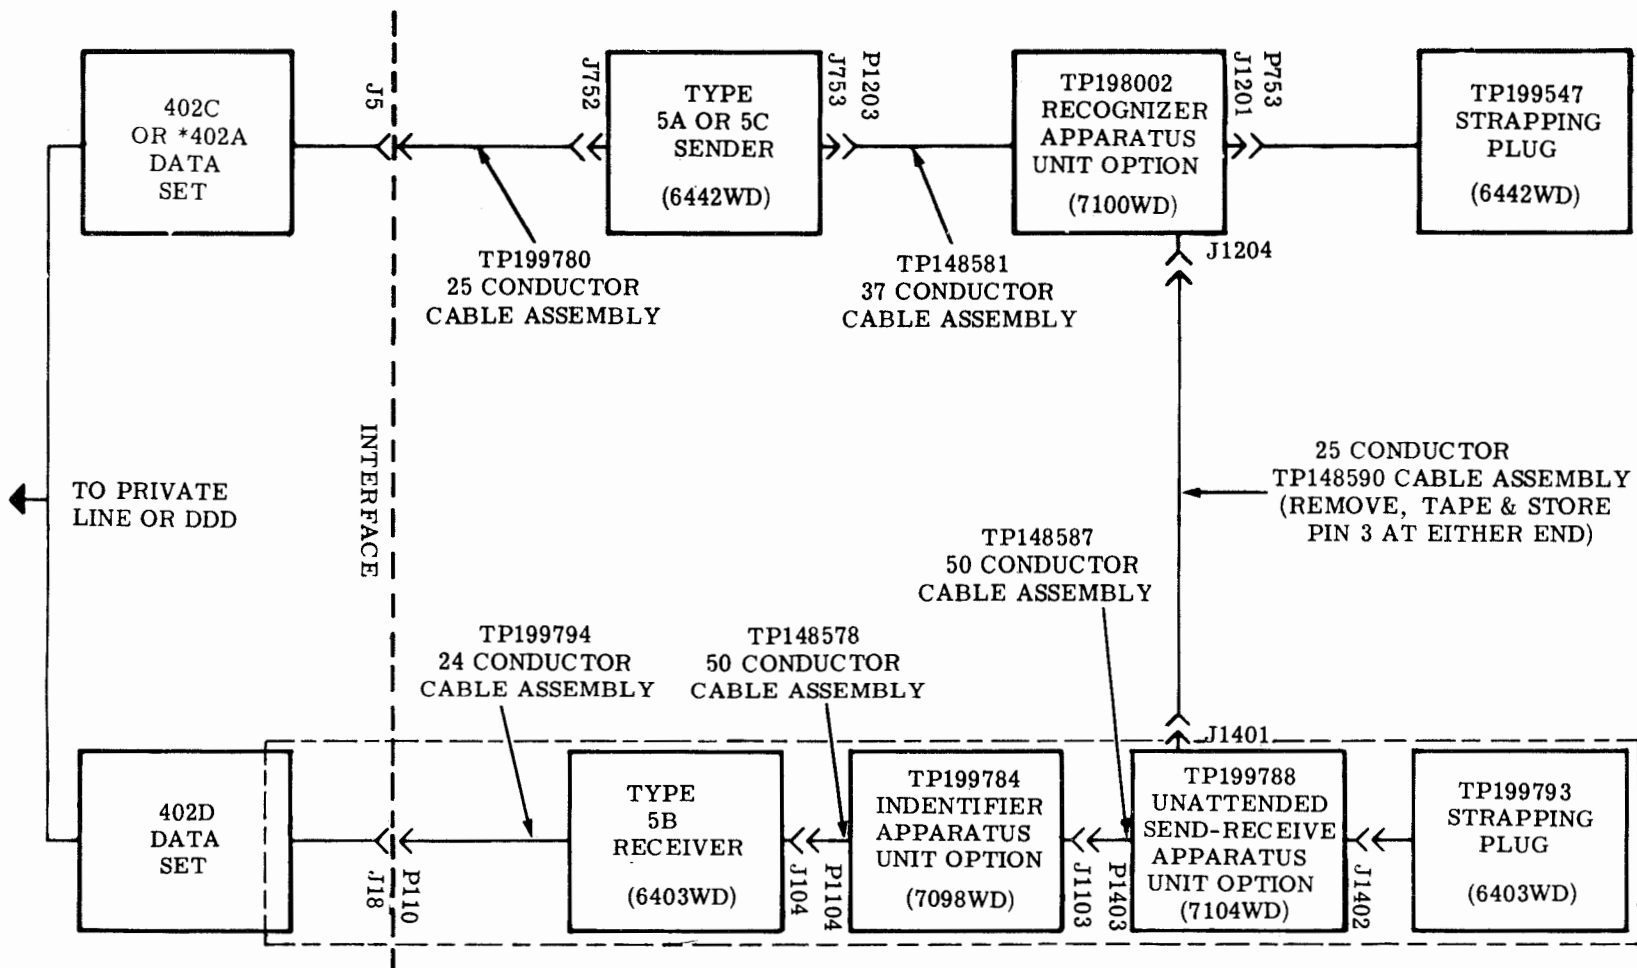 402C
OR *402A
DATA
SET
J5
J752
TYPE
5A OR 5C
SENDER
(6442WD)
J753
P1203
TP198002
RECOGNIZER
APPARATUS
UNIT OPTION
(7100WD)
J1201
P753
TP199547
STRAPPING
PLUG
(6442WD)
TP199780
25 CONDUCTOR
CABLE ASSEMBLY
TP148581
37 CONDUCTOR
CABLE ASSEMBLY
J1204
INTERFACE
TO PRIVATE
LINE OR DDD
25 CONDUCTOR
TP148590 CABLE ASSEMBLY
(REMOVE, TAPE & STORE
PIN 3 AT EITHER END)
TP148587
50 CONDUCTOR
CABLE ASSEMBLY
TP199794
24 CONDUCTOR
CABLE ASSEMBLY
TP148578
50 CONDUCTOR
CABLE ASSEMBLY
J1401
402D
DATA
SET
J18
P110
TYPE
5B
RECEIVER
(6403WD)
J104
P1104
TP199784
INDENTIFIER
APPARATUS
UNIT OPTION
(7098WD)
J1103
P1403
TP199788
UNATTENDED
SEND-RECEIVE
APPARATUS
UNIT OPTION
(7104WD)
J1402
TP199793
STRAPPING
PLUG
(6403WD)